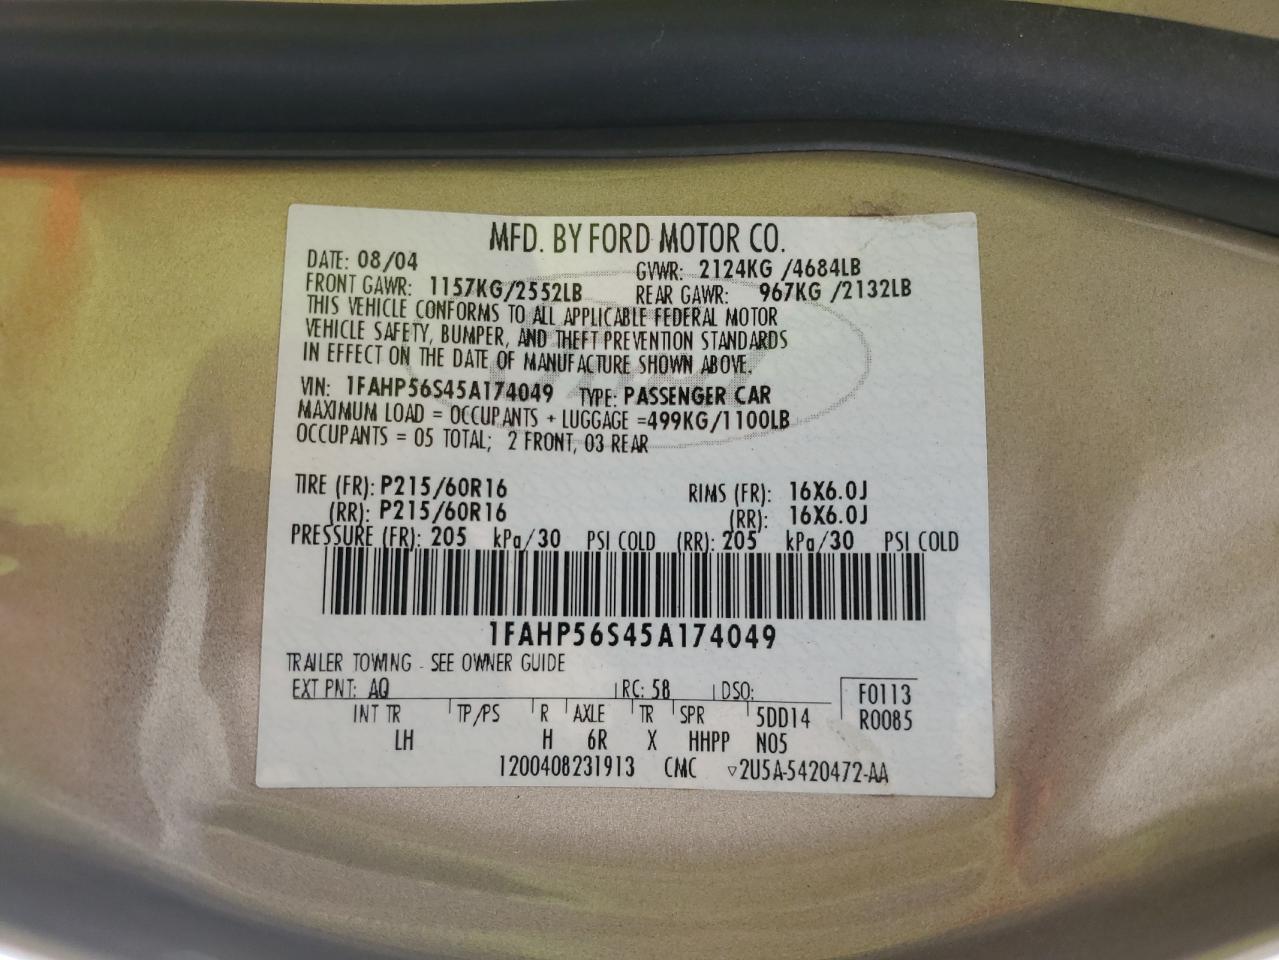 MFD. BY FORD MOTOR CO.
DATE: 08/04 GVWR: 2124KG /4684LB
FRONT GAWR: 1157KG/2552LB REAR GAWR: 967KG /2132LB
THIS VEHICLE CONFORMS TO ALL APPLICABLE FEDERAL MOTOR
VEHICLE SAFETY, BUMPER, AND THEFT PREVENTION STANDARDS
IN EFFECT ON THE DATE OF MANUFACTURE SHOWN ABOVE.
VIN: 1FAHP56S45A174049 TYPE: PASSENGER CAR
MAXIMUM LOAD = OCCUPANTS + LUGGAGE =499KG/1100LB
OCCUPANTS = 05 TOTAL; 2 FRONT, 03 REAR
TIRE (FR): P215/60R16 RIMS (FR): 16X6.0J
(RR): P215/60R16 (RR): 16X6.0J
PRESSURE (FR): 205 kPa/30 PSI COLD (RR): 205 kPa/30 PSI COLD
1FAHP56S45A174049
TRAILER TOWING - SEE OWNER GUIDE
EXT PNT: AQ RC: 58 DSO: F0113
INT TR TP/PS R AXLE TR SPR 5DD14 R0085
LH H 6R X HHPP N05
1200408231913 CMC ▽2U5A-5420472-AA